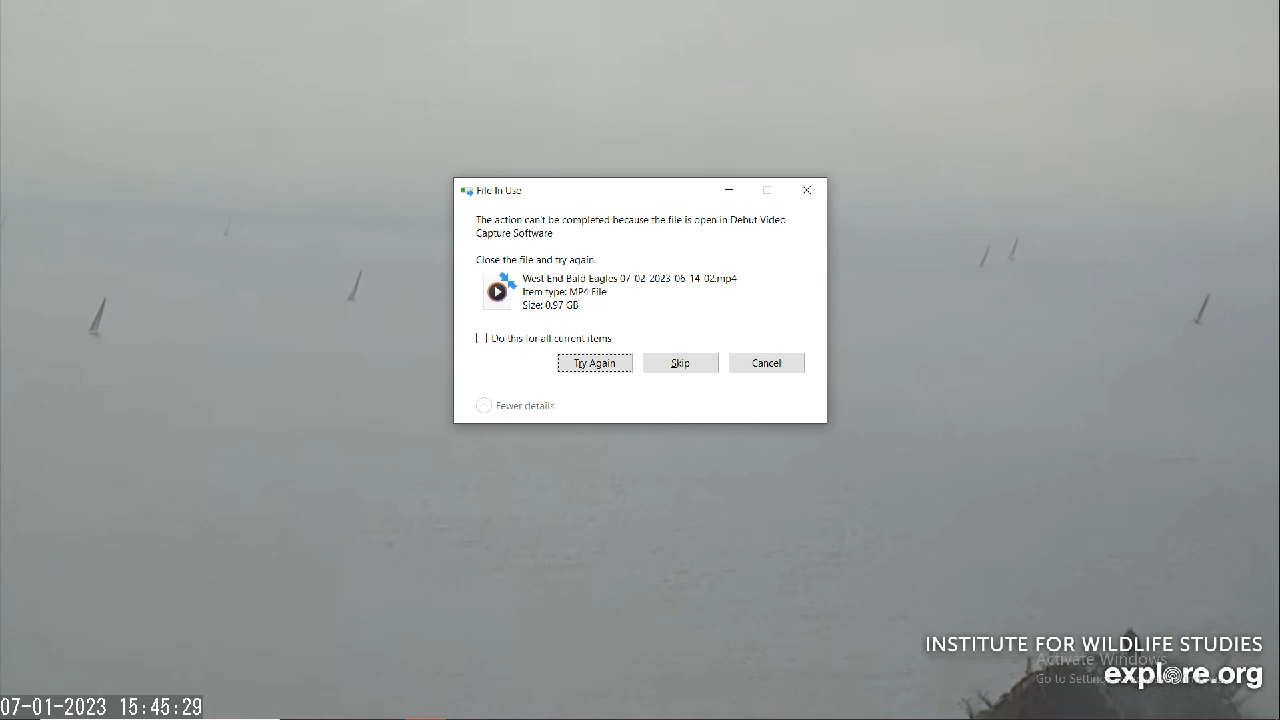 File In Use
The action can't be completed because the file is open in Debut Video
Capture Software
Close the file and try again.
West End Bald Eagles 07-02-2023-06-14-02.mp4
Item type: MP4 File
Size: 0.97 GB
Do this for all current items
Try Again Skip Cancel
Fewer details
INSTITUTE FOR WILDLIFE STUDIES
Activate Windows
Go to Settin
explore.org
07-01-2023 15:45:29